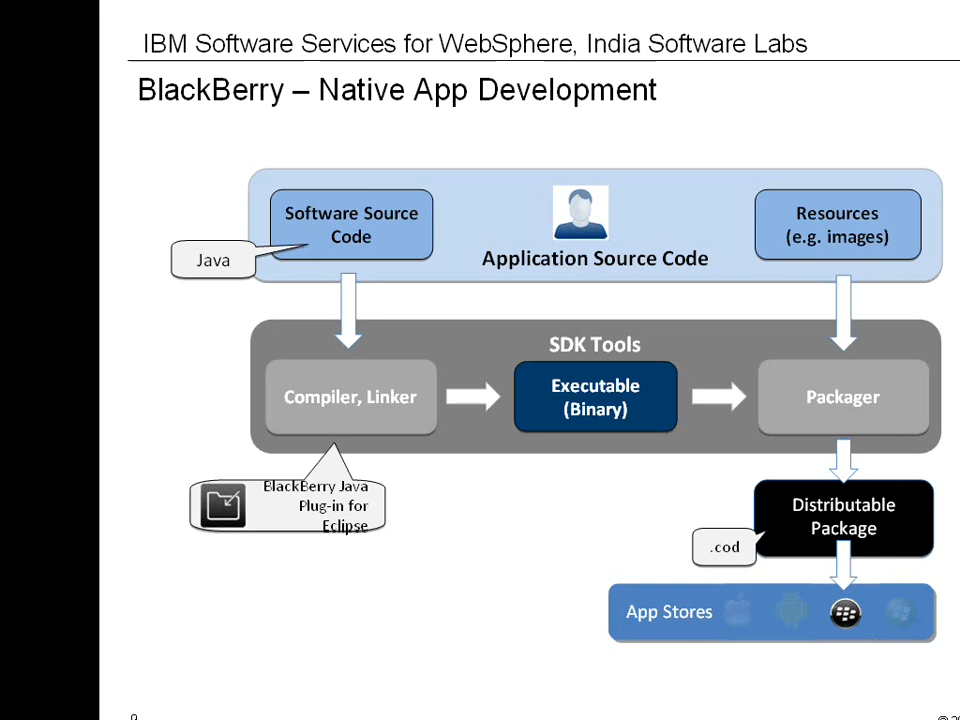 IBM Software Services for WebSphere, India Software Labs
BlackBerry – Native App Development
Software Source
Code
Resources
(e.g. images)
Application Source Code
Java
SDK Tools
Compiler, Linker
Executable
(Binary)
Packager
BlackBerry Java
Plug-in for
Eclipse
Distributable
Package
.cod
App Stores